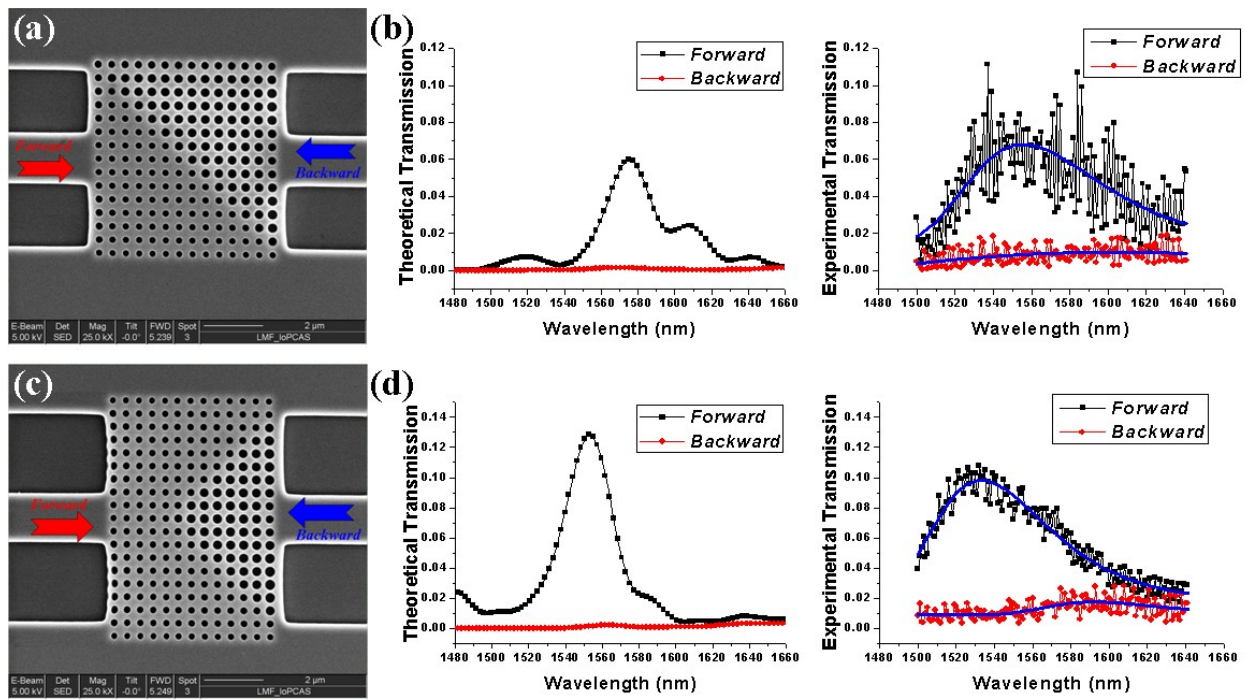 (a)
Forward
Backward
E-Beam Det Mag Tilt FWD Spot 2 μm
5.00 kV SED 25.0 kX -0.0° 5.239 3 LMF_IoPCAS
(b)
Theoretical Transmission
0.12
0.10
0.08
0.06
0.04
0.02
0.00
Forward
Backward
1480 1500 1520 1540 1560 1580 1600 1620 1640 1660
Wavelength (nm)
Experimental Transmission
0.12
0.10
0.08
0.06
0.04
0.02
0.00
Forward
Backward
1480 1500 1520 1540 1560 1580 1600 1620 1640 1660
Wavelength (nm)
(c)
Forward
Backward
E-Beam Det Mag Tilt FWD Spot 2 μm
5.00 kV SED 25.0 kX -0.0° 5.249 3 LMF_IoPCAS
(d)
Theoretical Transmission
0.14
0.12
0.10
0.08
0.06
0.04
0.02
0.00
Forward
Backward
1480 1500 1520 1540 1560 1580 1600 1620 1640 1660
Wavelength (nm)
Experimental Transmission
0.14
0.12
0.10
0.08
0.06
0.04
0.02
0.00
Forward
Backward
1480 1500 1520 1540 1560 1580 1600 1620 1640 1660
Wavelength (nm)